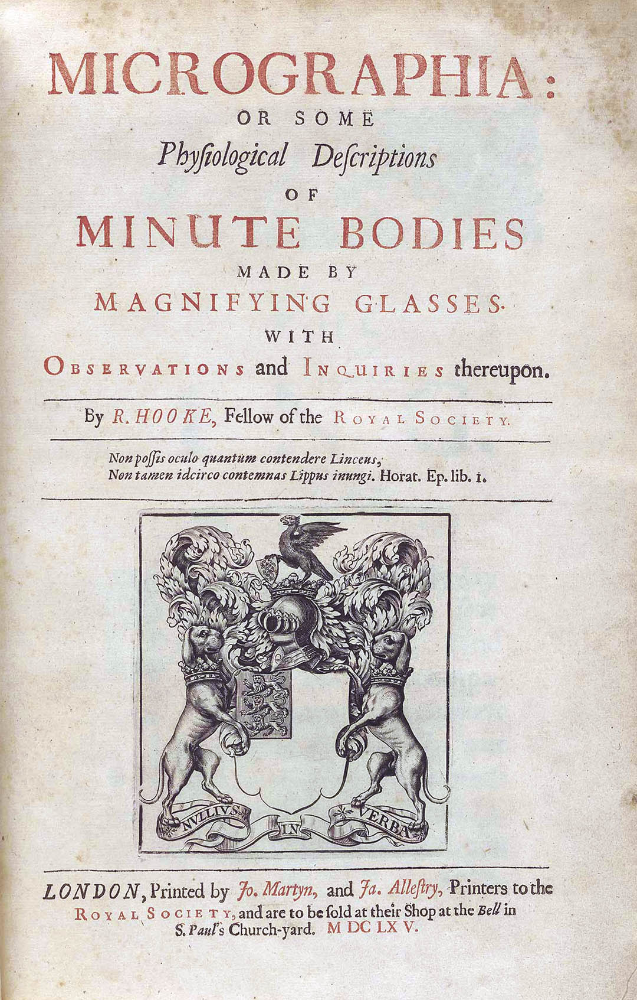 MICROGRAPHIA:
OR SOME
Phyſiological Deſcriptions
OF
MINUTE BODIES
MADE BY
MAGNIFYING GLASSES.
WITH
OBSERVATIONS and INQUIRIES thereupon.
By R. HOOKE, Fellow of the ROYAL SOCIETY.
Non poſſis oculo quantum contendere Linceus,
Non tamen idcirco contemnas Lippus inungi. Horat. Ep. lib. 1.
NVLLIVS IN VERBA
LONDON, Printed by Jo. Martyn, and Ja. Alleſtry, Printers to the
ROYAL SOCIETY, and are to be ſold at their Shop at the Bell in
S. Paul's Church-yard. M DC LX V.